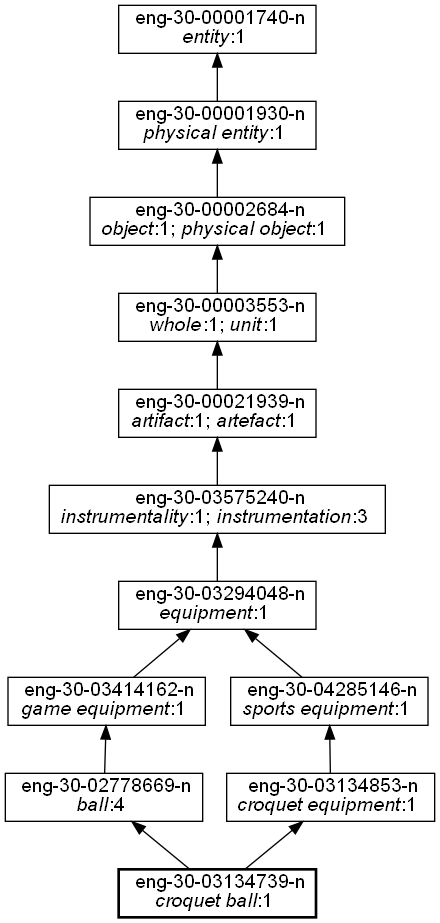 eng-30-00001740-n
entity:1
eng-30-00001930-n
physical entity:1
eng-30-00002684-n
object:1; physical object:1
eng-30-00003553-n
whole:1; unit:1
eng-30-00021939-n
artifact:1; artefact:1
eng-30-03575240-n
instrumentality:1; instrumentation:3
eng-30-03294048-n
equipment:1
eng-30-03414162-n
game equipment:1
eng-30-04285146-n
sports equipment:1
eng-30-02778669-n
ball:4
eng-30-03134853-n
croquet equipment:1
eng-30-03134739-n
croquet ball:1